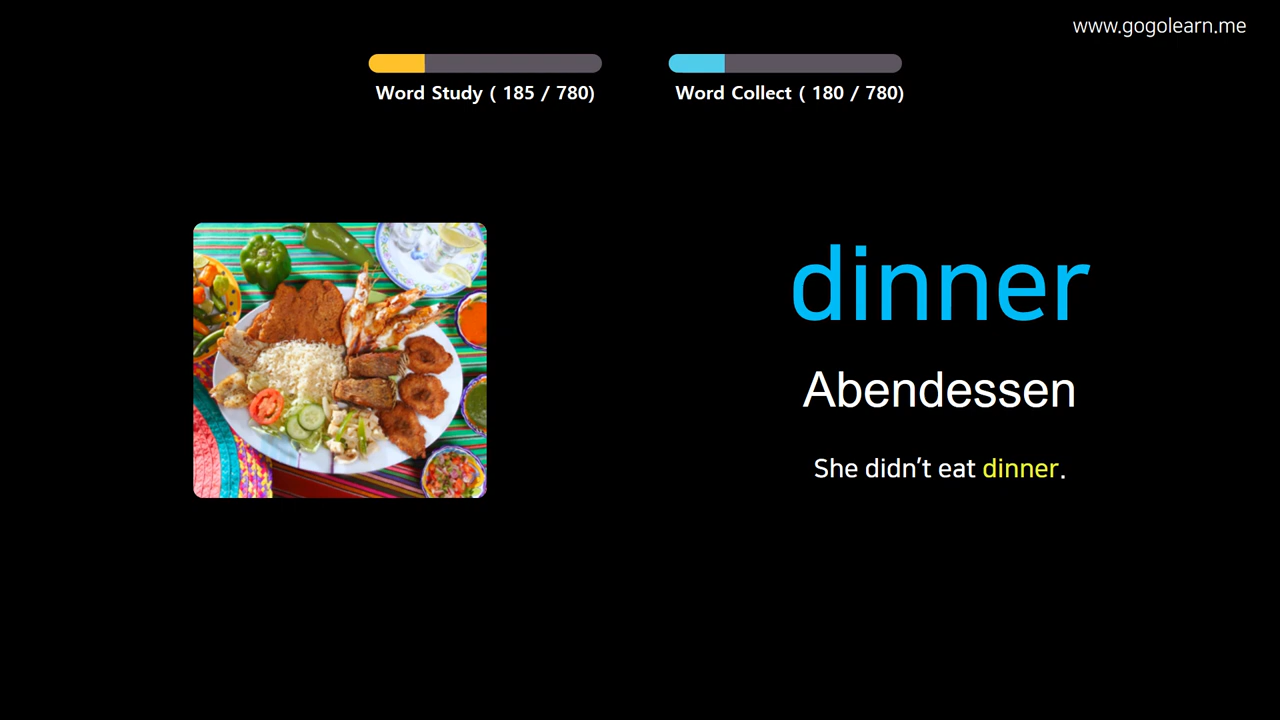 www.gogolearn.me
Word Study ( 185 / 780)
Word Collect ( 180 / 780)
dinner
Abendessen
She didn't eat dinner.